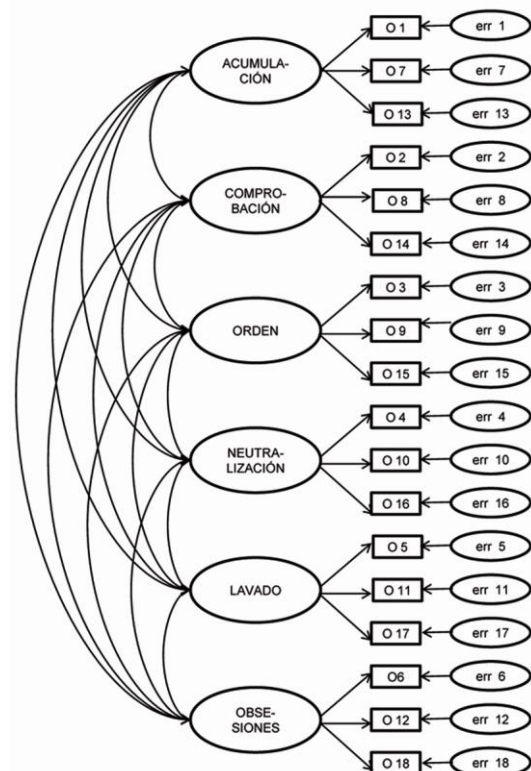 O 1
err 1
ACUMULA-
CIÓN
O 7
err 7
O 13
err 13
O 2
err 2
COMPRO-
BACIÓN
O 8
err 8
O 14
err 14
O 3
err 3
ORDEN
O 9
err 9
O 15
err 15
O 4
err 4
NEUTRA-
LIZACIÓN
O 10
err 10
O 16
err 16
O 5
err 5
LAVADO
O 11
err 11
O 17
err 17
O6
err 6
OBSE-
SIONES
O 12
err 12
O 18
err 18